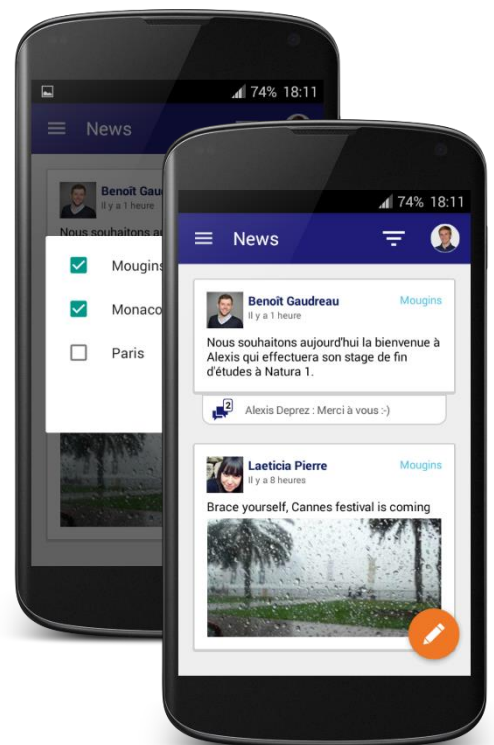 74% 18:11
News
Benoît Gau
Il y a 1 heure
Nous souhaitons au
Mougins
Monaco
Paris
74% 18:11
News
Benoît Gaudreau
Mougins
Il y a 1 heure
Nous souhaitons aujourd'hui la bienvenue à
Alexis qui effectuera son stage de fin
d'études à Natura 1.
2
Alexis Deprez : Merci à vous :-)
Laeticia Pierre
Mougins
Il y a 8 heures
Brace yourself, Cannes festival is coming